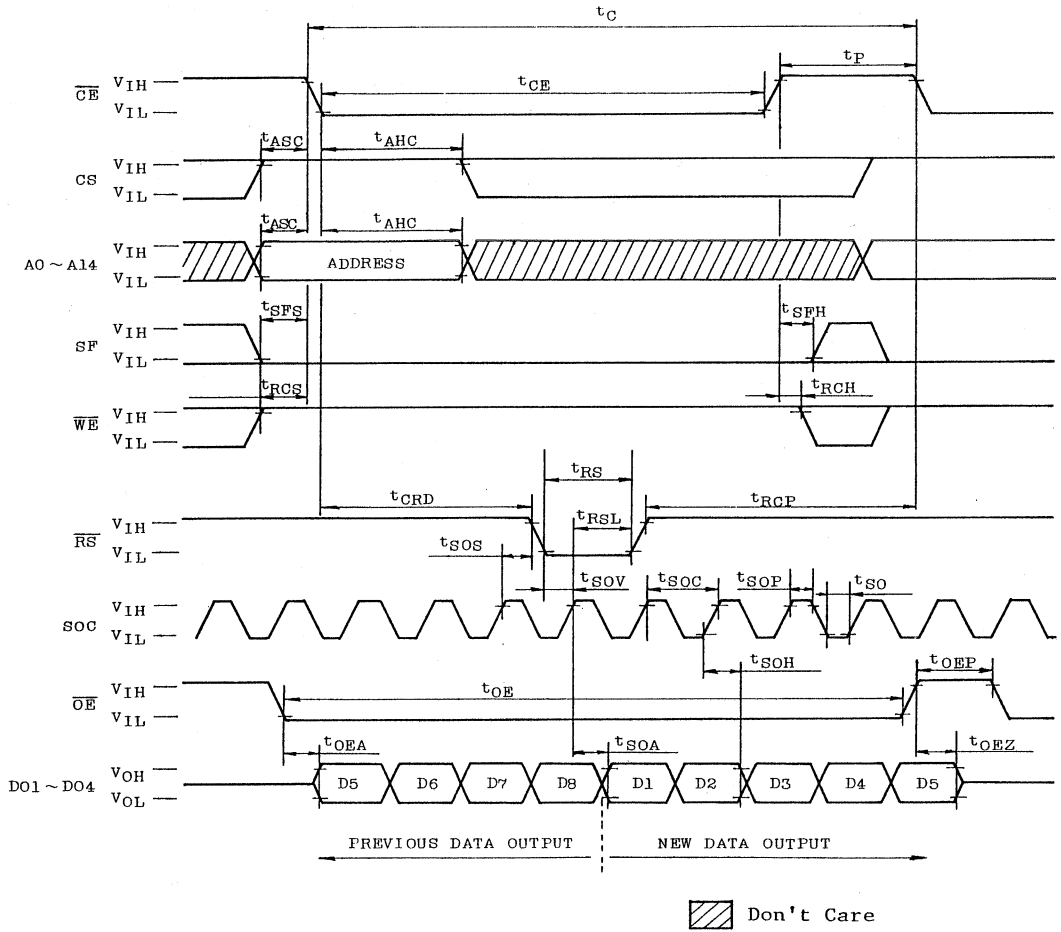 tC
tP
CE VIH
VIL
tCE
tASC tAHC
CS VIH
VIL
tASC tAHC
A0~A14 VIH
VIL
ADDRESS
tSFS tSFH
SF VIH
VIL
tRCS tRCH
WE VIH
VIL
tRS
tCRD tRCP
RS VIH
VIL
tRSL
tSOS
tSOV tSOC tSOP tSO
SOC VIH
VIL
tSOH
tOEP
OE VIH
VIL
tOE
tOEA tSOA tOEZ
DO1~DO4 VOH
VOL
D5 D6 D7 D8 D1 D2 D3 D4 D5
PREVIOUS DATA OUTPUT NEW DATA OUTPUT
Don't Care